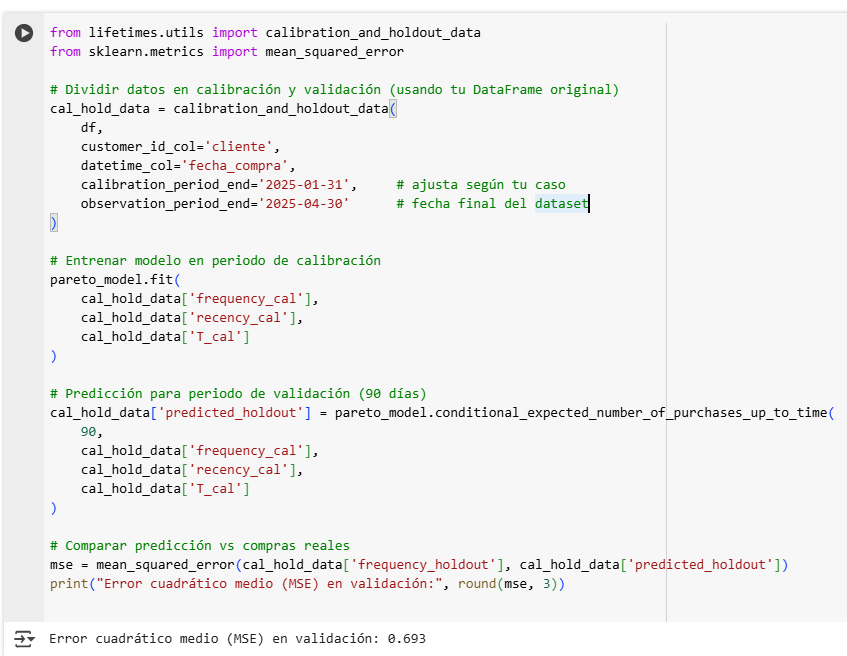 from lifetimes.utils import calibration_and_holdout_data
from sklearn.metrics import mean_squared_error

# Dividir datos en calibración y validación (usando tu DataFrame original)
cal_hold_data = calibration_and_holdout_data(
    df,
    customer_id_col='cliente',
    datetime_col='fecha_compra',
    calibration_period_end='2025-01-31',     # ajusta según tu caso
    observation_period_end='2025-04-30'      # fecha final del dataset
)

# Entrenar modelo en periodo de calibración
pareto_model.fit(
    cal_hold_data['frequency_cal'],
    cal_hold_data['recency_cal'],
    cal_hold_data['T_cal']
)

# Predicción para periodo de validación (90 días)
cal_hold_data['predicted_holdout'] = pareto_model.conditional_expected_number_of_purchases_up_to_time(
    90,
    cal_hold_data['frequency_cal'],
    cal_hold_data['recency_cal'],
    cal_hold_data['T_cal']
)

# Comparar predicción vs compras reales
mse = mean_squared_error(cal_hold_data['frequency_holdout'], cal_hold_data['predicted_holdout'])
print("Error cuadrático medio (MSE) en validación:", round(mse, 3))

Error cuadrático medio (MSE) en validación: 0.693